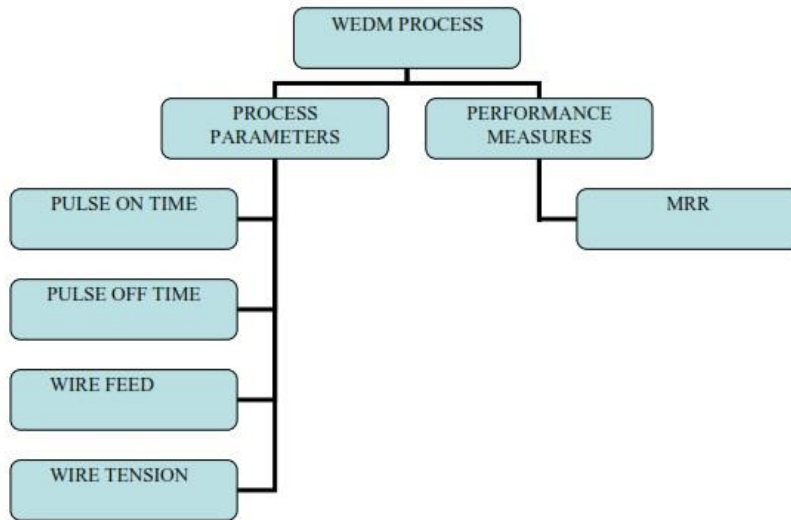 WEDM PROCESS
PROCESS
PARAMETERS
PERFORMANCE
MEASURES
PULSE ON TIME
MRR
PULSE OFF TIME
WIRE FEED
WIRE TENSION